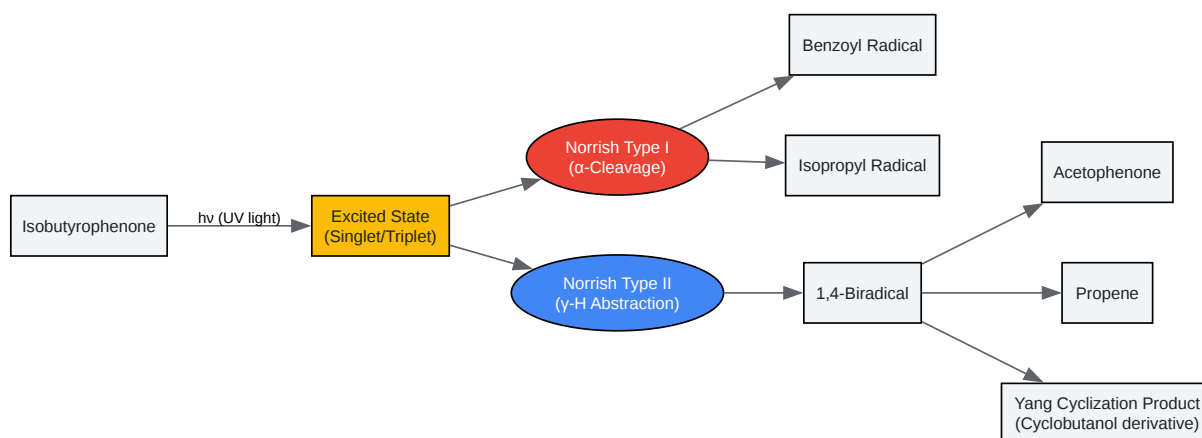 Benzoyl Radical
Norrish Type I
(α-Cleavage)
Isopropyl Radical
Acetophenone
Isobutyrophenone
hν (UV light)
Excited State
(Singlet/Triplet)
Norrish Type II
(γ-H Abstraction)
1,4-Biradical
Propene
Yang Cyclization Product
(Cyclobutanol derivative)